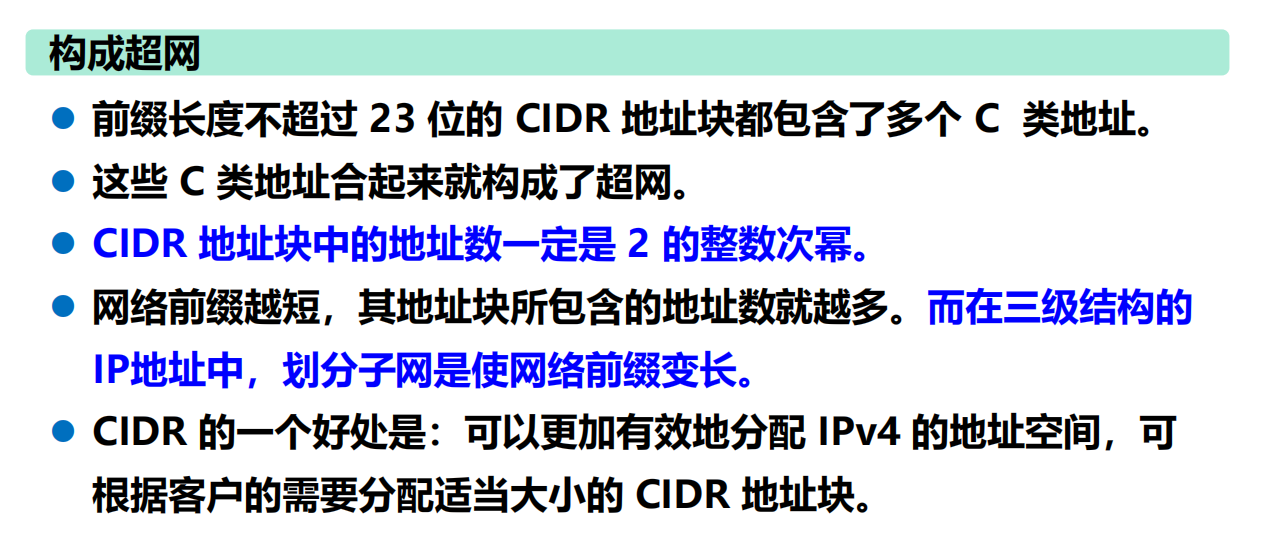 构成超网
前缀长度不超过 23 位的 CIDR 地址块都包含了多个 C 类地址。
这些 C 类地址合起来就构成了超网。
CIDR 地址块中的地址数一定是 2 的整数次幂。
网络前缀越短，其地址块所包含的地址数就越多。而在三级结构的
IP地址中，划分子网是使网络前缀变长。
CIDR 的一个好处是：可以更加有效地分配 IPv4 的地址空间，可
根据客户的需要分配适当大小的 CIDR 地址块。